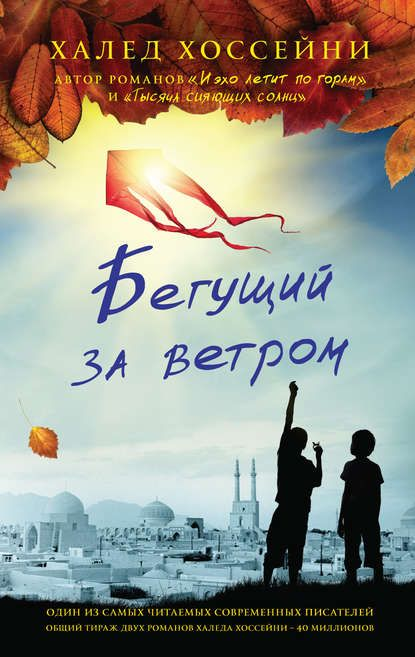 ХАЛЕД ХОССЕЙНИ
АВТОР РОМАНОВ «И эхо летит по горам»
И «Тысяча сияющих солнц»
Бегущий
за ветром
ОДИН ИЗ САМЫХ ЧИТАЕМЫХ СОВРЕМЕННЫХ ПИСАТЕЛЕЙ
ОБЩИЙ ТИРАЖ ДВУХ РОМАНОВ ХАЛЕДА ХОССЕЙНИ – 40 МИЛЛИОНОВ